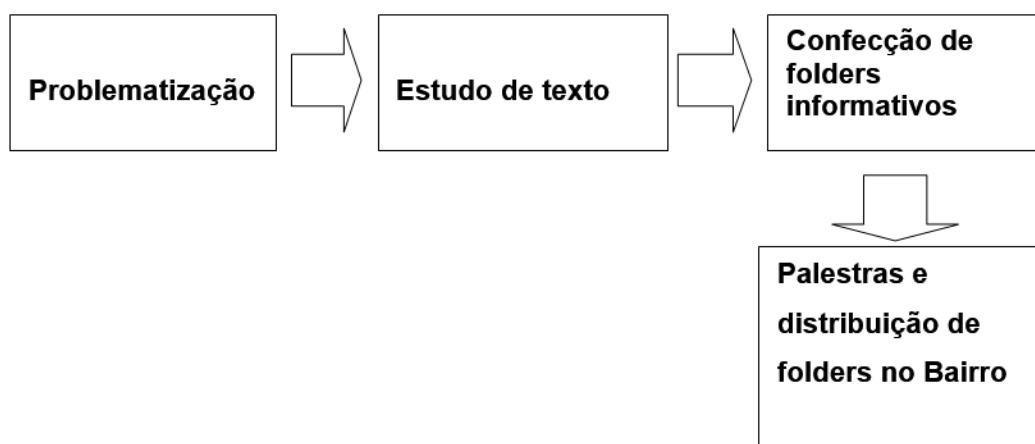 Problematização
Estudo de texto
Confecção de
folders
informativos
Palestras e
distribuição de
folders no Bairro